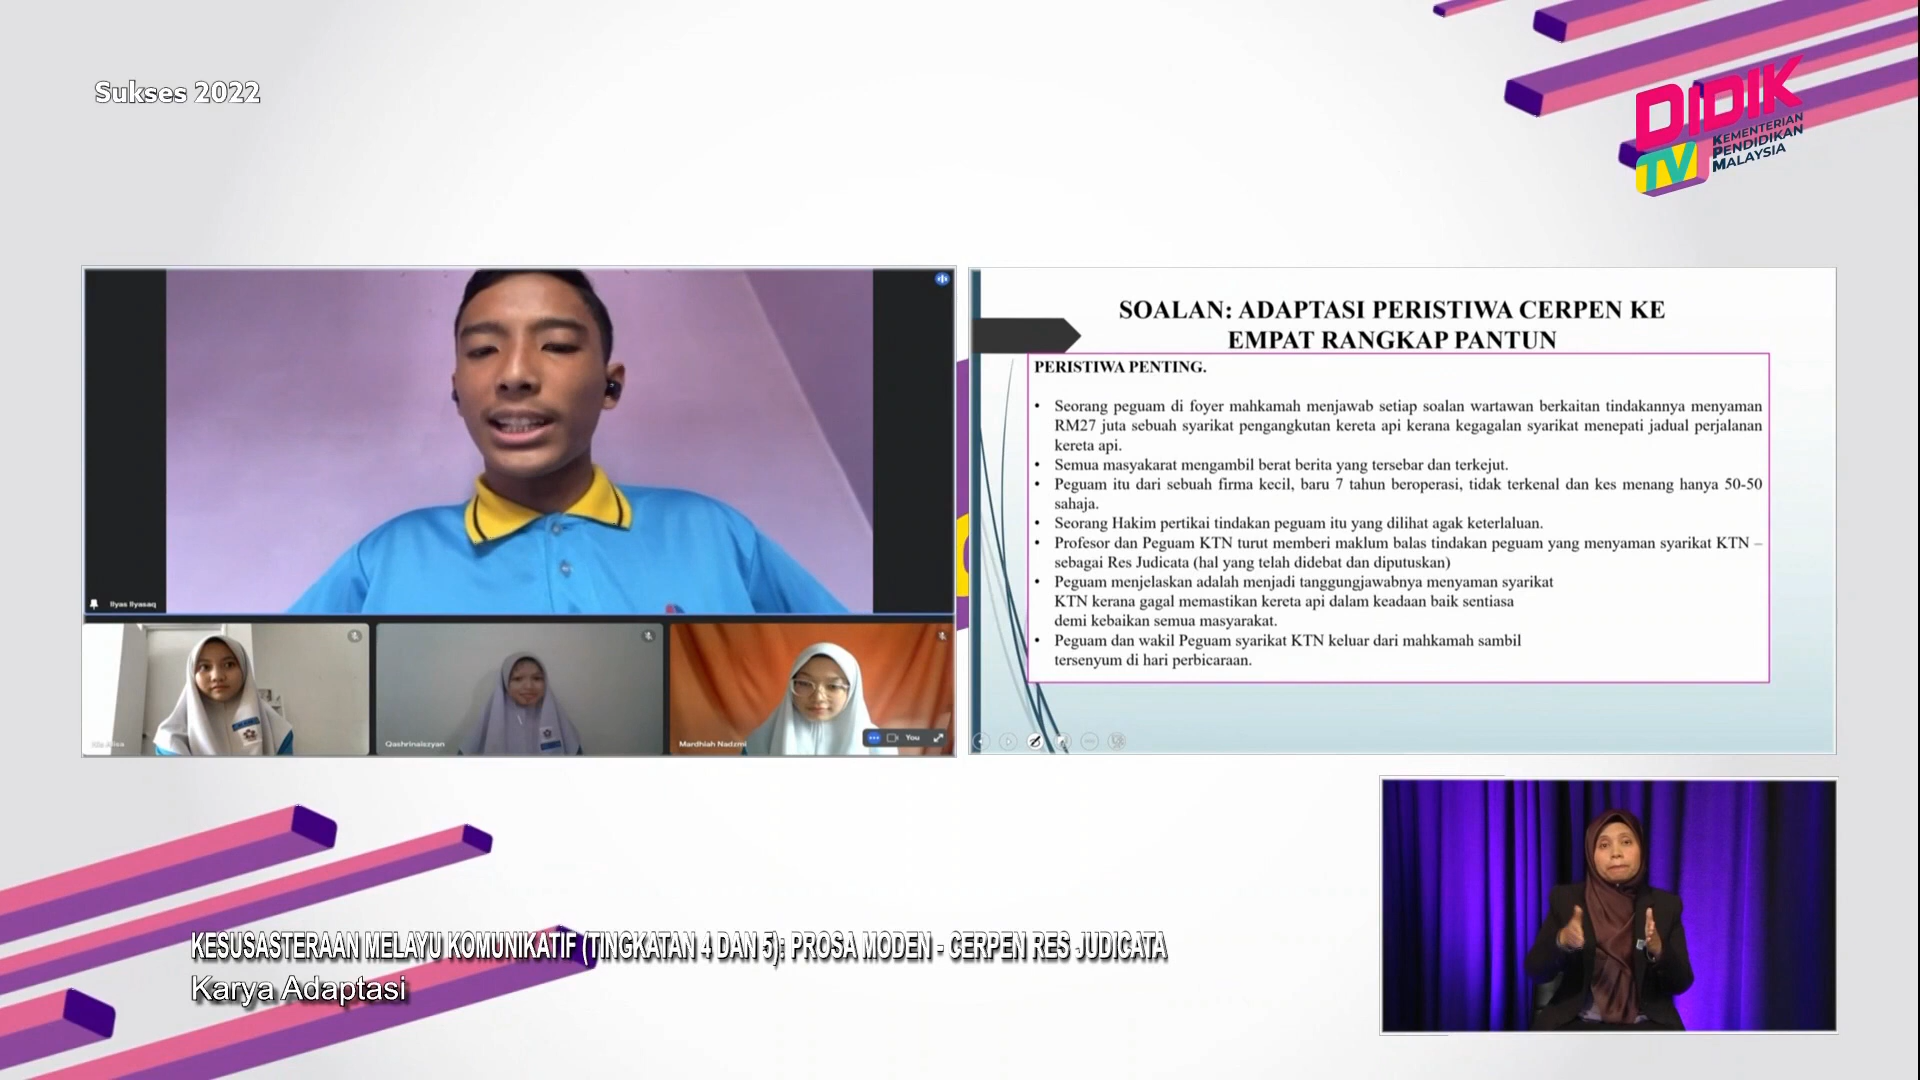 Sukses 2022
DIDIK
TV
KEMENTERIAN
PENDIDIKAN
MALAYSIA
Ilyas Ilyasaq
Qashrinaiszyan
Mardhiah Nadzmi
You
SOALAN: ADAPTASI PERISTIWA CERPEN KE
EMPAT RANGKAP PANTUN
PERISTIWA PENTING.
• Seorang peguam di foyer mahkamah menjawab setiap soalan wartawan berkaitan tindakannya menyaman
RM27 juta sebuah syarikat pengangkutan kereta api kerana kegagalan syarikat menepati jadual perjalanan
kereta api.
• Semua masyakarat mengambil berat berita yang tersebar dan terkejut.
• Peguam itu dari sebuah firma kecil, baru 7 tahun beroperasi, tidak terkenal dan kes menang hanya 50-50
sahaja.
• Seorang Hakim pertikai tindakan peguam itu yang dilihat agak keterlaluan.
• Profesor dan Peguam KTN turut memberi maklum balas tindakan peguam yang menyaman syarikat KTN –
sebagai Res Judicata (hal yang telah didebat dan diputuskan)
• Peguam menjelaskan adalah menjadi tanggungjawabnya menyaman syarikat
KTN kerana gagal memastikan kereta api dalam keadaan baik sentiasa
demi kebaikan semua masyarakat.
• Peguam dan wakil Peguam syarikat KTN keluar dari mahkamah sambil
tersenyum di hari perbicaraan.
KESUSASTERAAN MELAYU KOMUNIKATIF (TINGKATAN 4 DAN 5): PROSA MODEN - CERPEN RES JUDICATA
Karya Adaptasi